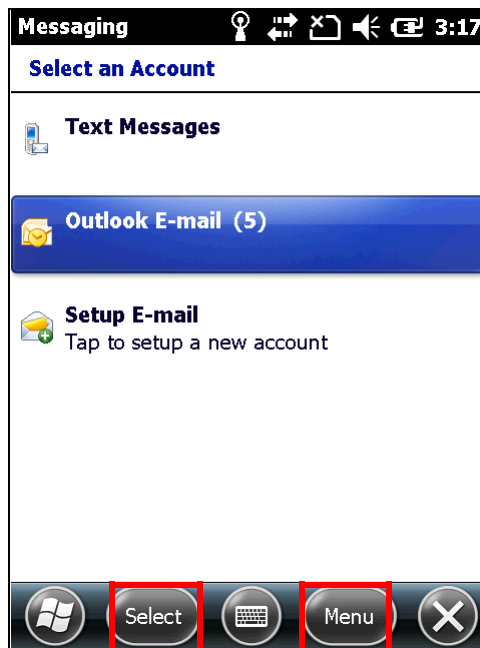 Messaging 3:17
Select an Account
Text Messages
Outlook E-mail (5)
Setup E-mail
Tap to setup a new account
Select Menu